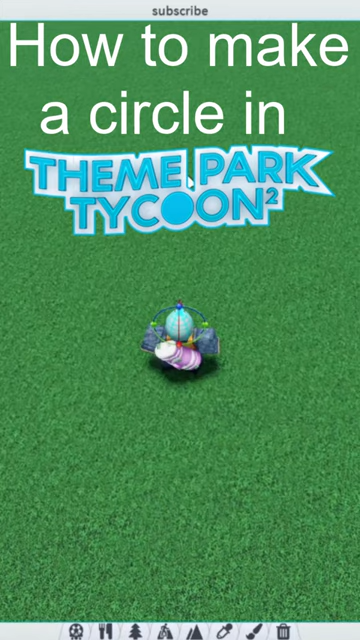 subscribe
How to make
a circle in
THEME PARK
TYCOON²